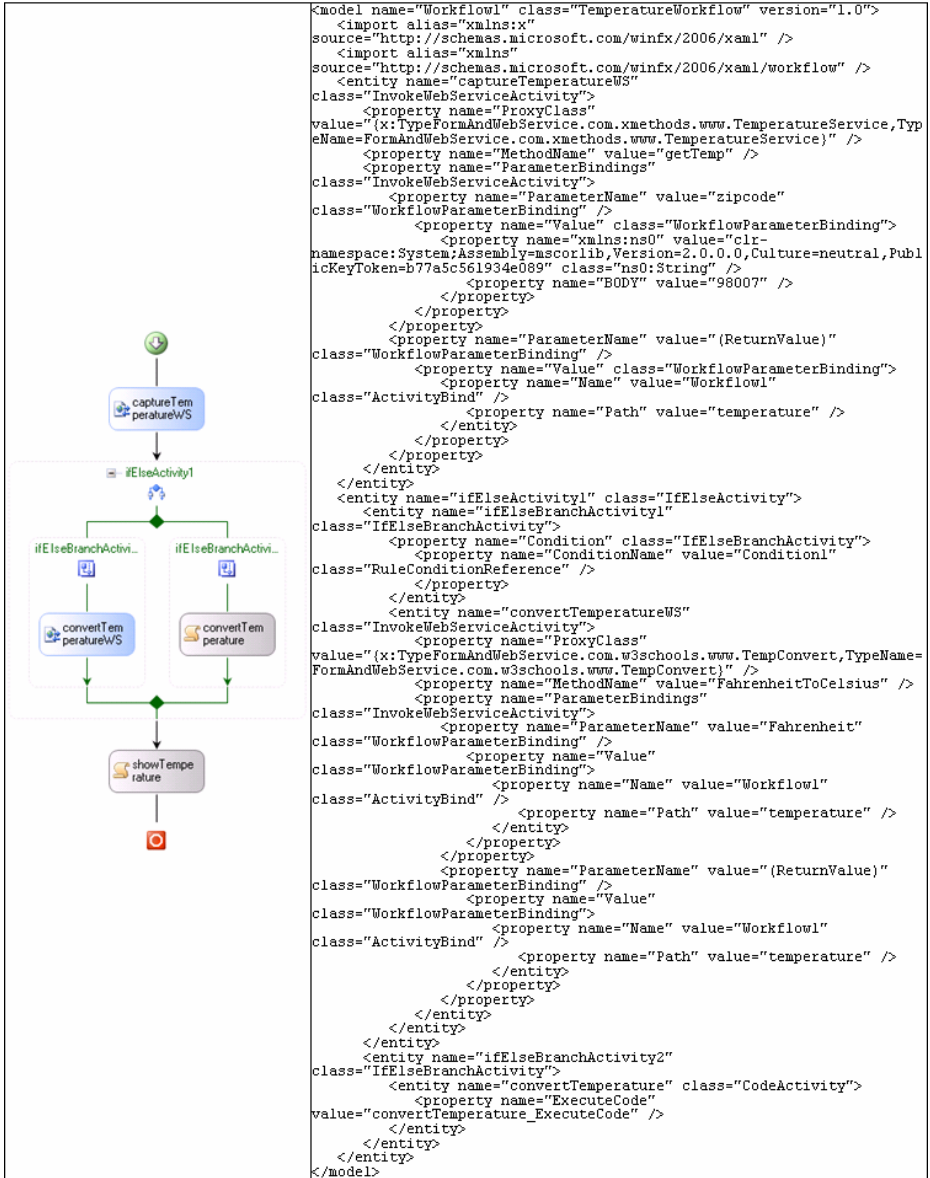 captureTem
peratureWS
ifElseActivity1
ifElseBranchActivi...
ifElseBranchActivi...
convertTem
peratureWS
convertTem
perature
showTempe
rature
<model name="Workflow1" class="TemperatureWorkflow" version="1.0">
<import alias="xmlns:x"
source="http://schemas.microsoft.com/winfx/2006/xaml" />
<import alias="xmlns"
source="http://schemas.microsoft.com/winfx/2006/xaml/workflow" />
<entity name="captureTemperatureWS"
class="InvokeWebServiceActivity">
<property name="ProxyClass"
value="{x:TypeFormAndWebService.com.xmethods.www.TemperatureService,Typ
eName=FormAndWebService.com.xmethods.www.TemperatureService}" />
<property name="MethodName" value="getTemp" />
<property name="ParameterBindings"
class="InvokeWebServiceActivity">
<property name="ParameterName" value="zipcode"
class="WorkflowParameterBinding" />
<property name="Value" class="WorkflowParameterBinding">
<property name="xmlns:ns0" value="clr-
namespace:System;Assembly=mscorlib,Version=2.0.0.0,Culture=neutral,Publ
icKeyToken=b77a5c561934e089" class="ns0:String" />
<property name="BODY" value="98007" />
</property>
</property>
</property>
<property name="ParameterName" value="(ReturnValue)"
class="WorkflowParameterBinding" />
<property name="Value" class="WorkflowParameterBinding">
<property name="Name" value="Workflow1"
class="ActivityBind" />
<property name="Path" value="temperature" />
</entity>
</property>
</property>
</entity>
</entity>
<entity name="ifElseActivity1" class="IfElseActivity">
<entity name="ifElseBranchActivity1"
class="IfElseBranchActivity">
<property name="Condition" class="IfElseBranchActivity">
<property name="ConditionName" value="Condition1"
class="RuleConditionReference" />
</property>
</entity>
<entity name="convertTemperatureWS"
class="InvokeWebServiceActivity">
<property name="ProxyClass"
value="{x:TypeFormAndWebService.com.w3schools.www.TempConvert,TypeName=
FormAndWebService.com.w3schools.www.TempConvert}" />
<property name="MethodName" value="FahrenheitToCelsius" />
<property name="ParameterBindings"
class="InvokeWebServiceActivity">
<property name="ParameterName" value="Fahrenheit"
class="WorkflowParameterBinding" />
<property name="Value"
class="WorkflowParameterBinding">
<property name="Name" value="Workflow1"
class="ActivityBind" />
<property name="Path" value="temperature" />
</entity>
</property>
</property>
<property name="ParameterName" value="(ReturnValue)"
class="WorkflowParameterBinding" />
<property name="Value"
class="WorkflowParameterBinding">
<property name="Name" value="Workflow1"
class="ActivityBind" />
<property name="Path" value="temperature" />
</entity>
</property>
</property>
</entity>
</entity>
</entity>
<entity name="ifElseBranchActivity2"
class="IfElseBranchActivity">
<entity name="convertTemperature" class="CodeActivity">
<property name="ExecuteCode"
value="convertTemperature_ExecuteCode" />
</entity>
</entity>
</entity>
</model>